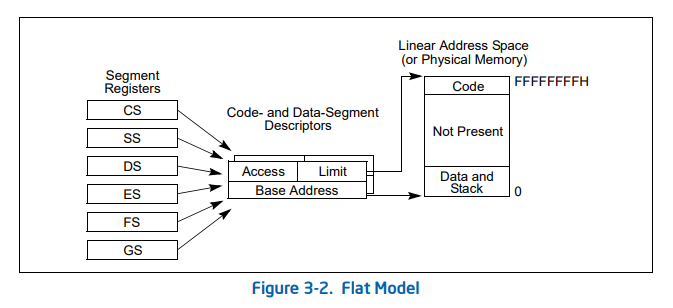 Linear Address Space
(or Physical Memory)
Segment
Registers
CS
SS
DS
ES
FS
GS
Code- and Data-Segment
Descriptors
Access
Limit
Base Address
Code
FFFFFFFFH
Not Present
Data and
Stack
0
Figure 3-2. Flat Model